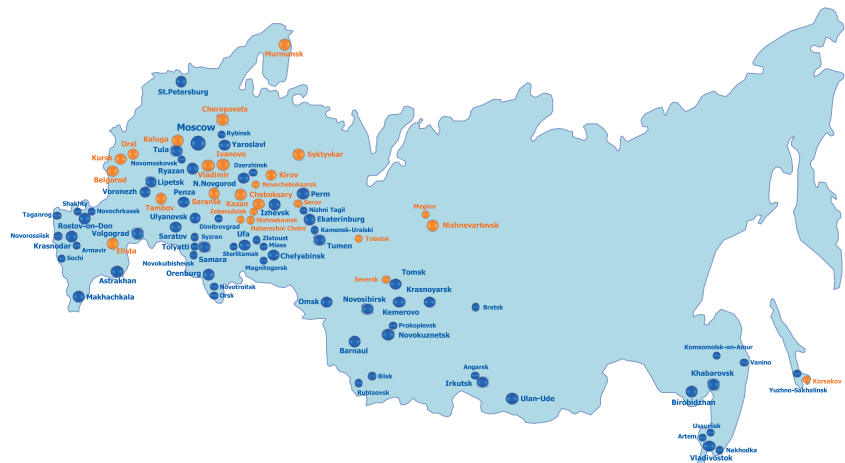 Murmansk
St.Petersburg
Cherepovets
Moscow
Rybinsk
Kaluga
Yaroslavl
Orel
Tula
Ivanovo
Syktyvkar
Kursk
Novomoskovsk
Vladimir
Dzerzhinsk
Ryazan
Kirov
Belgorod
Lipetsk
N.Novgorod
Novocheboksarsk
Voronezh
Penza
Cheboksary
Perm
Tambov
Saransk
Kazan
Serov
Shakhty
Novochrkassk
Zelenodolsk
Izhevsk
Nizhni Tagil
Megion
Taganrog
Ulyanovsk
Nizhnekamsk
Ekaterinburg
Nizhnevartovsk
Rostov-on-Don
Dimitrovgrad
Naberezhni Chelni
Kamensk-Uralski
Novorossiisk
Volgograd
Saratov
Syzran
Ufa
Zlatoust
Tumen
Tobolsk
Krasnodar
Armavir
Elista
Tolyatti
Miass
Sochi
Novokuibshevsk
Samara
Sterlitamak
Chelyabinsk
Magnitogorsk
Astrakhan
Orenburg
Tomsk
Seversk
Novotroitsk
Krasnoyarsk
Makhachkala
Orsk
Omsk
Novosibirsk
Kemerovo
Bratsk
Prokopievsk
Novokuznetsk
Barnaul
Komsomolsk-on-Amur
Vanino
Angarsk
Biisk
Irkutsk
Khabarovsk
Korsakov
Rubtsovsk
Yuzhno-Sakhalinsk
Ulan-Ude
Birobidzhan
Ussuriisk
Artem
Nakhodka
Vladivostok